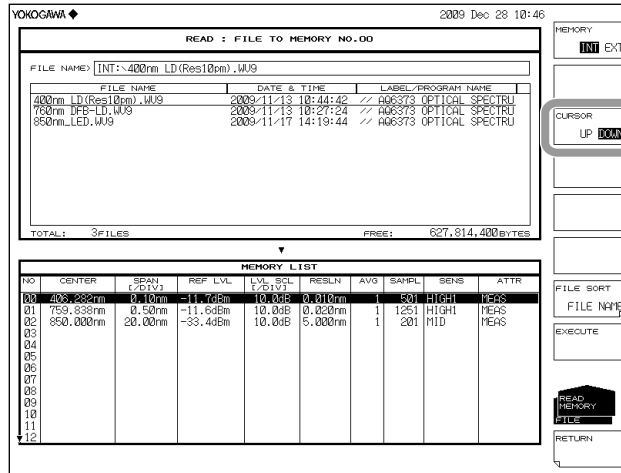 YOKOGAWA◆ 2009 Dec 28 10:46
READ : FILE TO MEMORY NO.00
FILE NAME> INT:\400nm LD(Res10pm).WU9
FILE NAME DATE & TIME LABEL/PROGRAM NAME
400nm LD(Res10pm).WU9 2009/11/13 10:44:42 // AQ6373 OPTICAL SPECTRU
760nm DFB-LD.WU9 2009/11/13 10:27:24 // AQ6373 OPTICAL SPECTRU
850nm_LED.WU9 2009/11/17 14:19:44 // AQ6373 OPTICAL SPECTRU
TOTAL: 3FILES FREE: 627,814,400BYTES
▼
MEMORY LIST
NO CENTER SPAN [/DIV] REF LVL LVL SCL [/DIV] RESLN AVG SAMPL SENS ATTR
00 406.282nm 0.10nm -11.7dBm 10.0dB 0.010nm 1 501 HIGH1 MEAS
01 759.838nm 0.50nm -11.6dBm 10.0dB 0.020nm 1 1251 HIGH1 MEAS
02 850.000nm 20.00nm -33.4dBm 10.0dB 5.000nm 1 201 MID MEAS
03
04
05
06
07
08
09
10
11
▼12
MEMORY
INT EXT
CURSOR
UP DOWN
FILE SORT
FILE NAME
EXECUTE
READ
MEMORY
FILE
RETURN